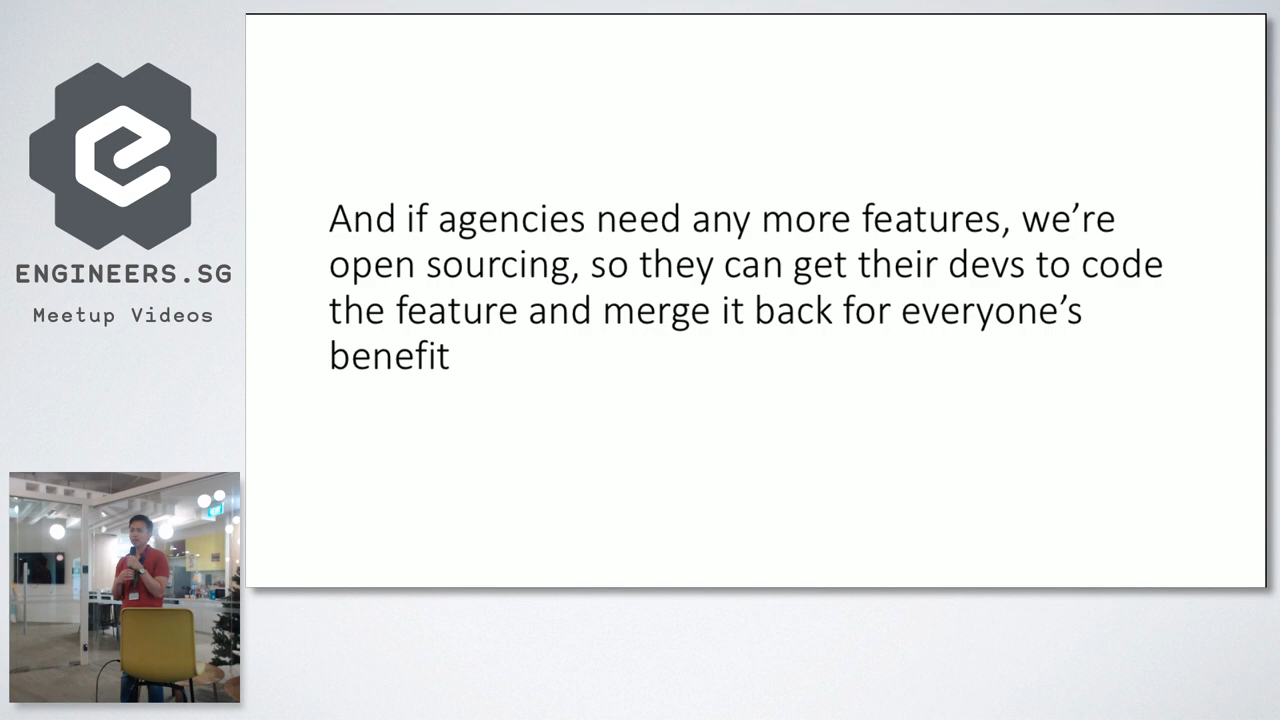 ENGINEERS.SG
Meetup Videos
And if agencies need any more features, we’re
open sourcing, so they can get their devs to code
the feature and merge it back for everyone’s
benefit